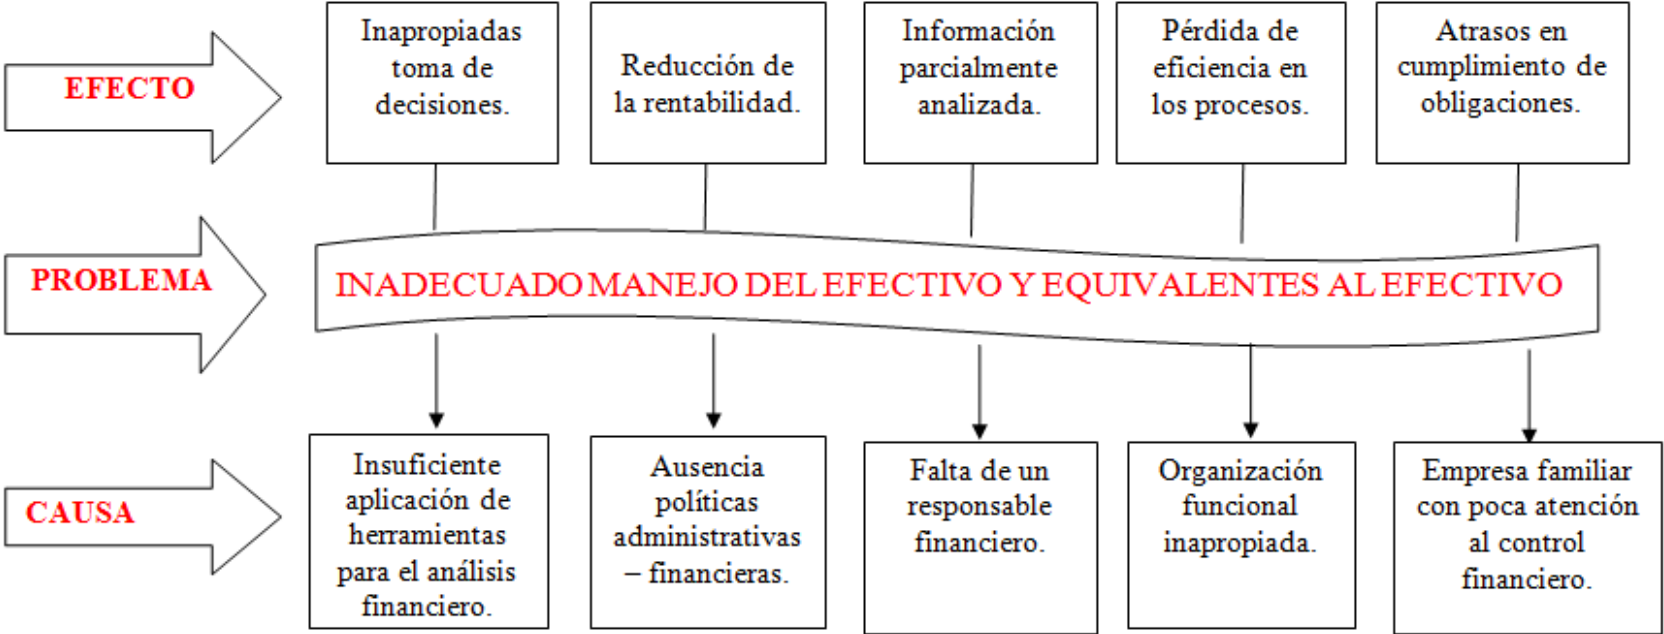 EFECTO
Inapropiadas
toma de
decisiones.
Reducción de
la rentabilidad.
Información
parcialmente
analizada.
Pérdida de
eficiencia en
los procesos.
Atrasos en
cumplimiento de
obligaciones.
PROBLEMA
INADECUADO MANEJO DEL EFECTIVO Y EQUIVALENTES AL EFECTIVO
CAUSA
Insuficiente
aplicación de
herramientas
para el análisis
financiero.
Ausencia
políticas
administrativas
– financieras.
Falta de un
responsable
financiero.
Organización
funcional
inapropiada.
Empresa familiar
con poca atención
al control
financiero.